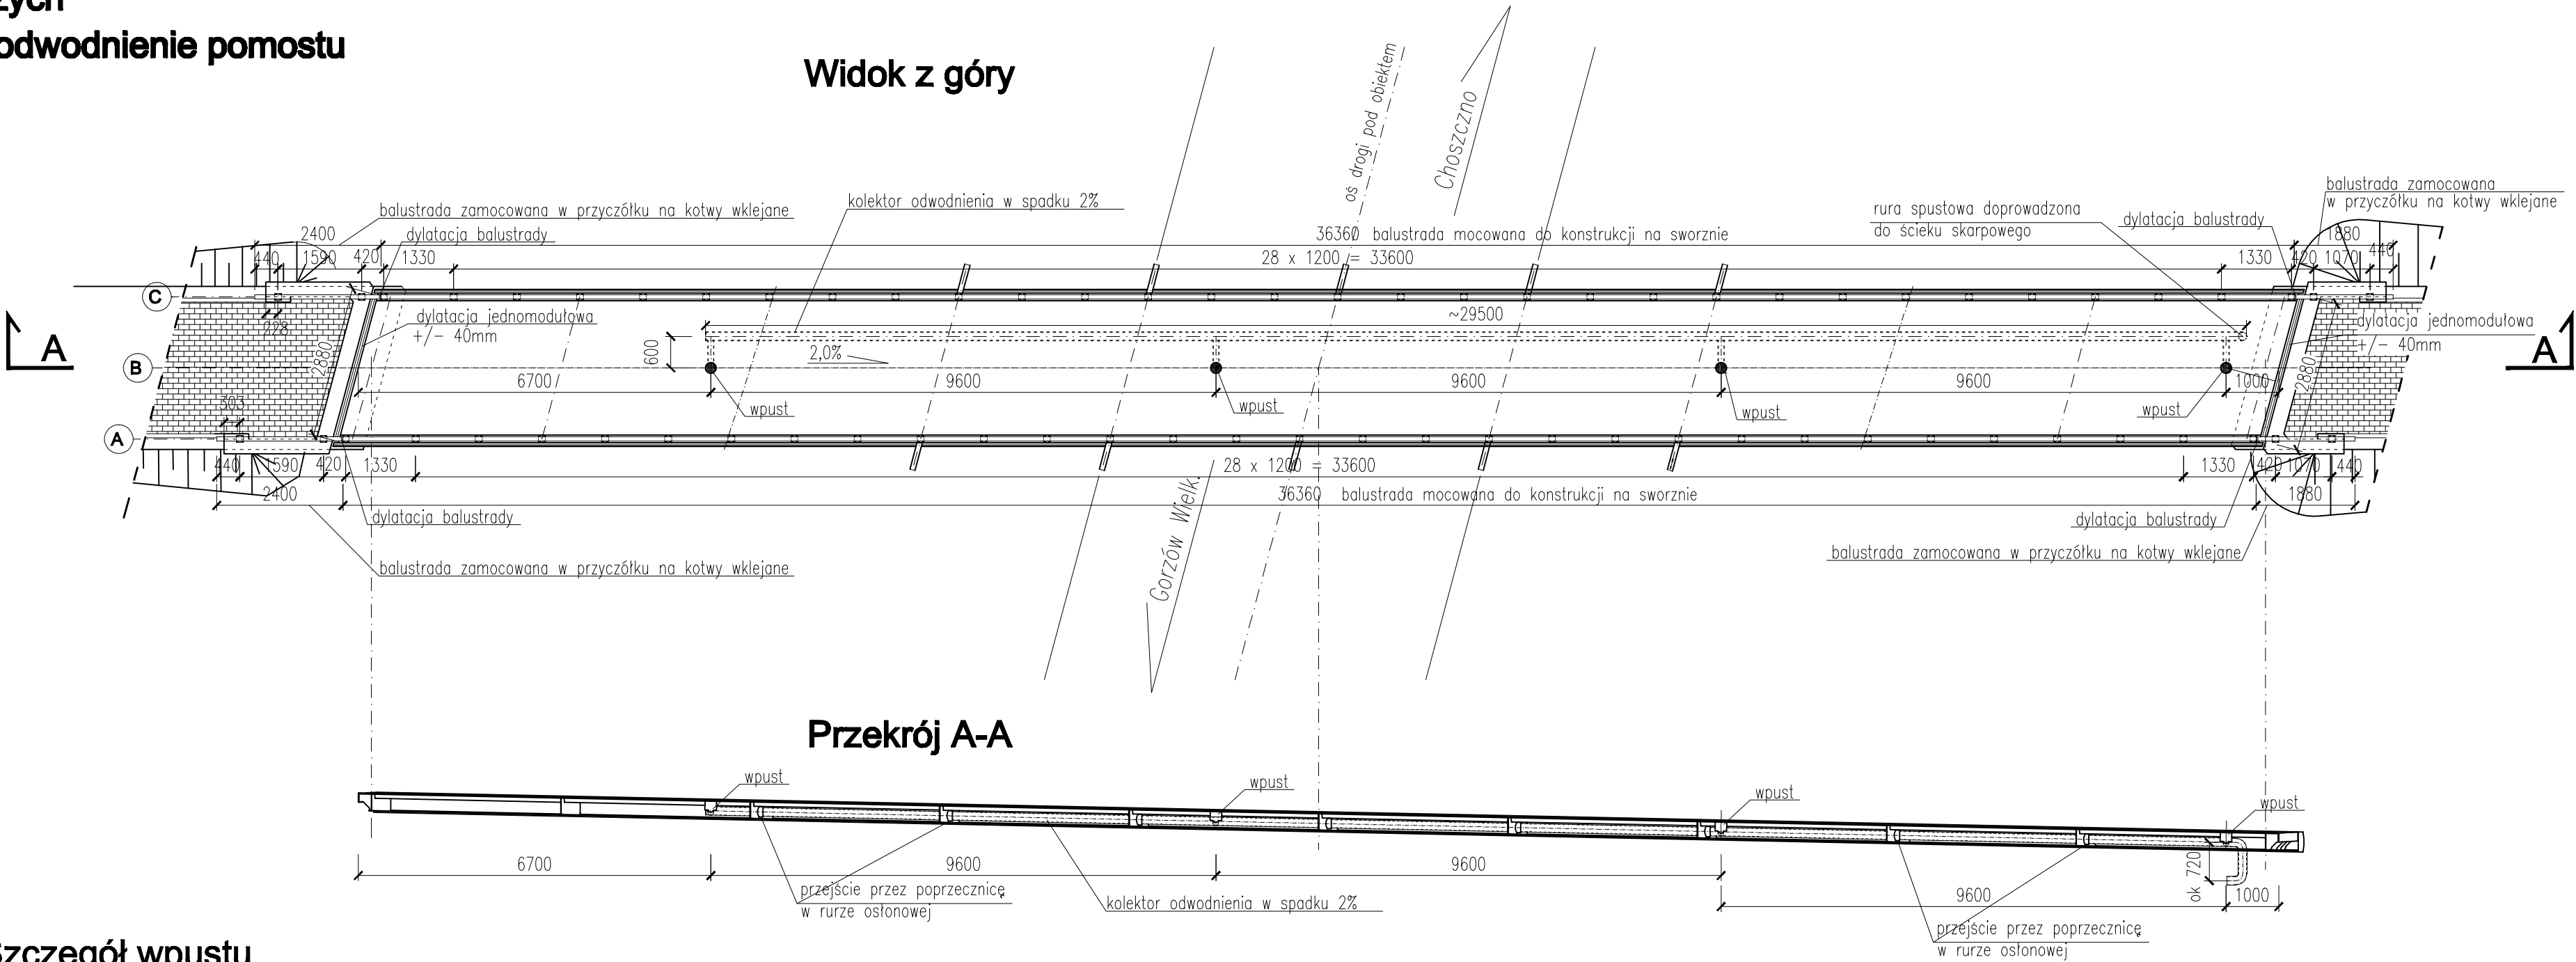 zych
odwodnienie pomostu
Widok z góry
oś drogi pod obiektem
Choszczno
balustrada zamocowana w przyczółku na kotwy wklejane
kolektor odwodnienia w spadku 2%
rura spustowa doprowadzona
do ścieku skarpowego
dylatacja balustrady
balustrada zamocowana
w przyczółku na kotwy wklejane
2400
dylatacja balustrady
36360 balustrada mocowana do konstrukcji na sworznie
1880
440
1590
420
1330
28 x 1200 = 33600
1330
420
1070
440
C
228
dylatacja jednomodułowa
+/- 40mm
~29500
dylatacja jednomodułowa
+/- 40mm
A
B
2880
600
2,0%
2880
A
6700
9600
9600
9600
1000
303
wpust
wpust
wpust
wpust
A
440
1590
420
1330
28 x 1200 = 33600
1330
420
1070
440
2400
36360 balustrada mocowana do konstrukcji na sworznie
1880
dylatacja balustrady
dylatacja balustrady
Gorzów Wielk.
balustrada zamocowana w przyczółku na kotwy wklejane
balustrada zamocowana w przyczółku na kotwy wklejane
Przekrój A-A
wpust
wpust
wpust
wpust
6700
9600
9600
ok 720
9600
1000
przejście przez poprzecznicę
w rurze osłonowej
kolektor odwodnienia w spadku 2%
przejście przez poprzecznicę
w rurze osłonowej
Szczegół wpustu